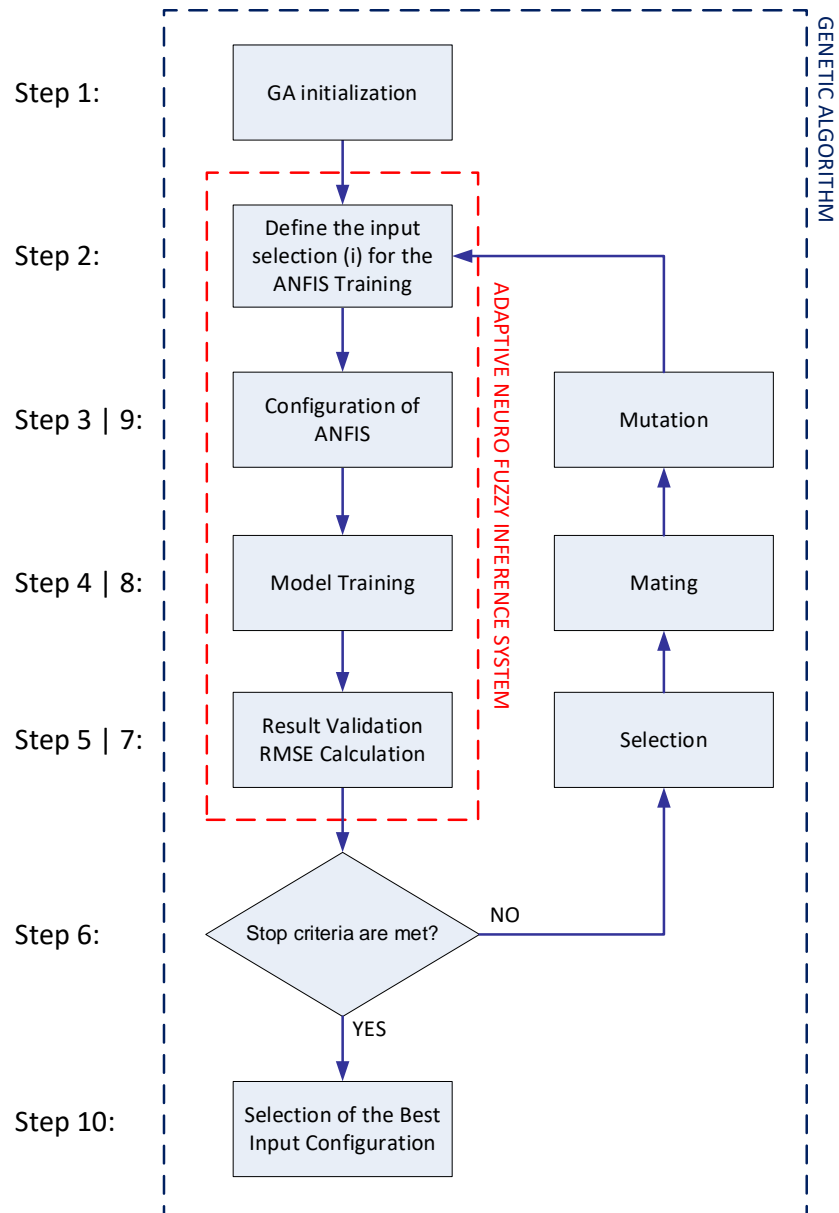 GENETIC ALGORITHM
Step 1:
GA initialization
Step 2:
Define the input
selection (i) for the
ANFIS Training
ADAPTIVE NEURO FUZZY INFERENCE SYSTEM
Step 3 | 9:
Configuration of
ANFIS
Mutation
Step 4 | 8:
Model Training
Mating
Step 5 | 7:
Result Validation
RMSE Calculation
Selection
Step 6:
Stop criteria are met?
NO
YES
Step 10:
Selection of the Best
Input Configuration